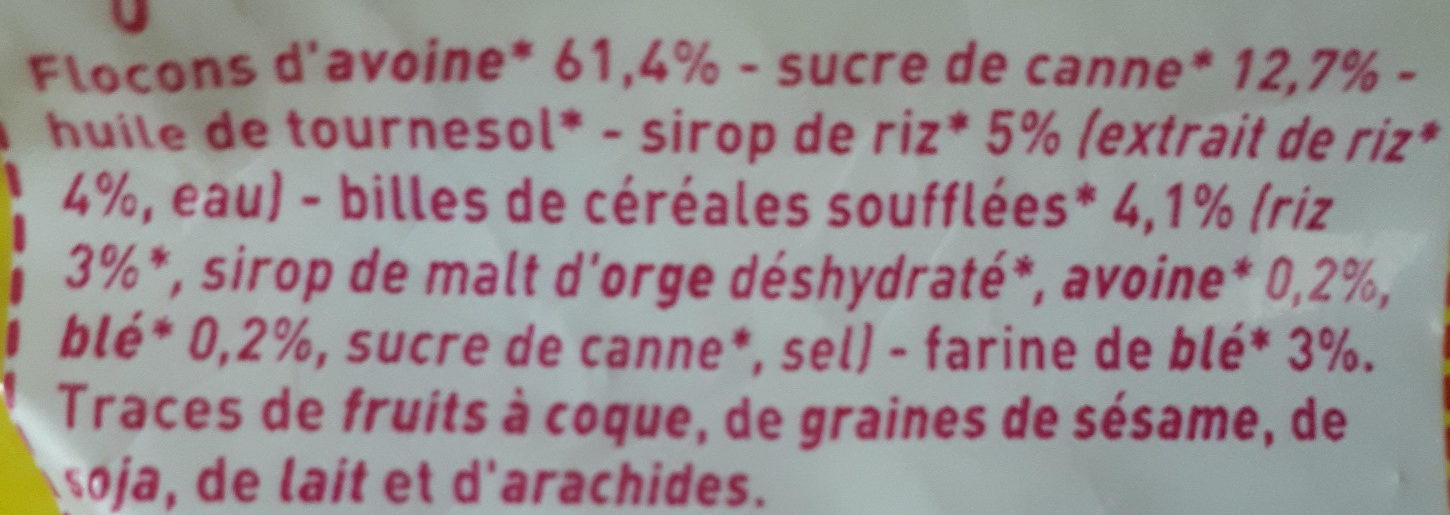 Flocons d'avoine* 61,4% - sucre de canne* 12,7% -
huile de tournesol* - sirop de riz* 5% (extrait de riz*
4%, eau) - billes de céréales soufflées* 4,1% (riz
3%*, sirop de malt d'orge déshydraté*, avoine* 0,2%,
blé* 0,2%, sucre de canne*, sel) - farine de blé* 3%.
Traces de fruits à coque, de graines de sésame, de
soja, de lait et d'arachides.